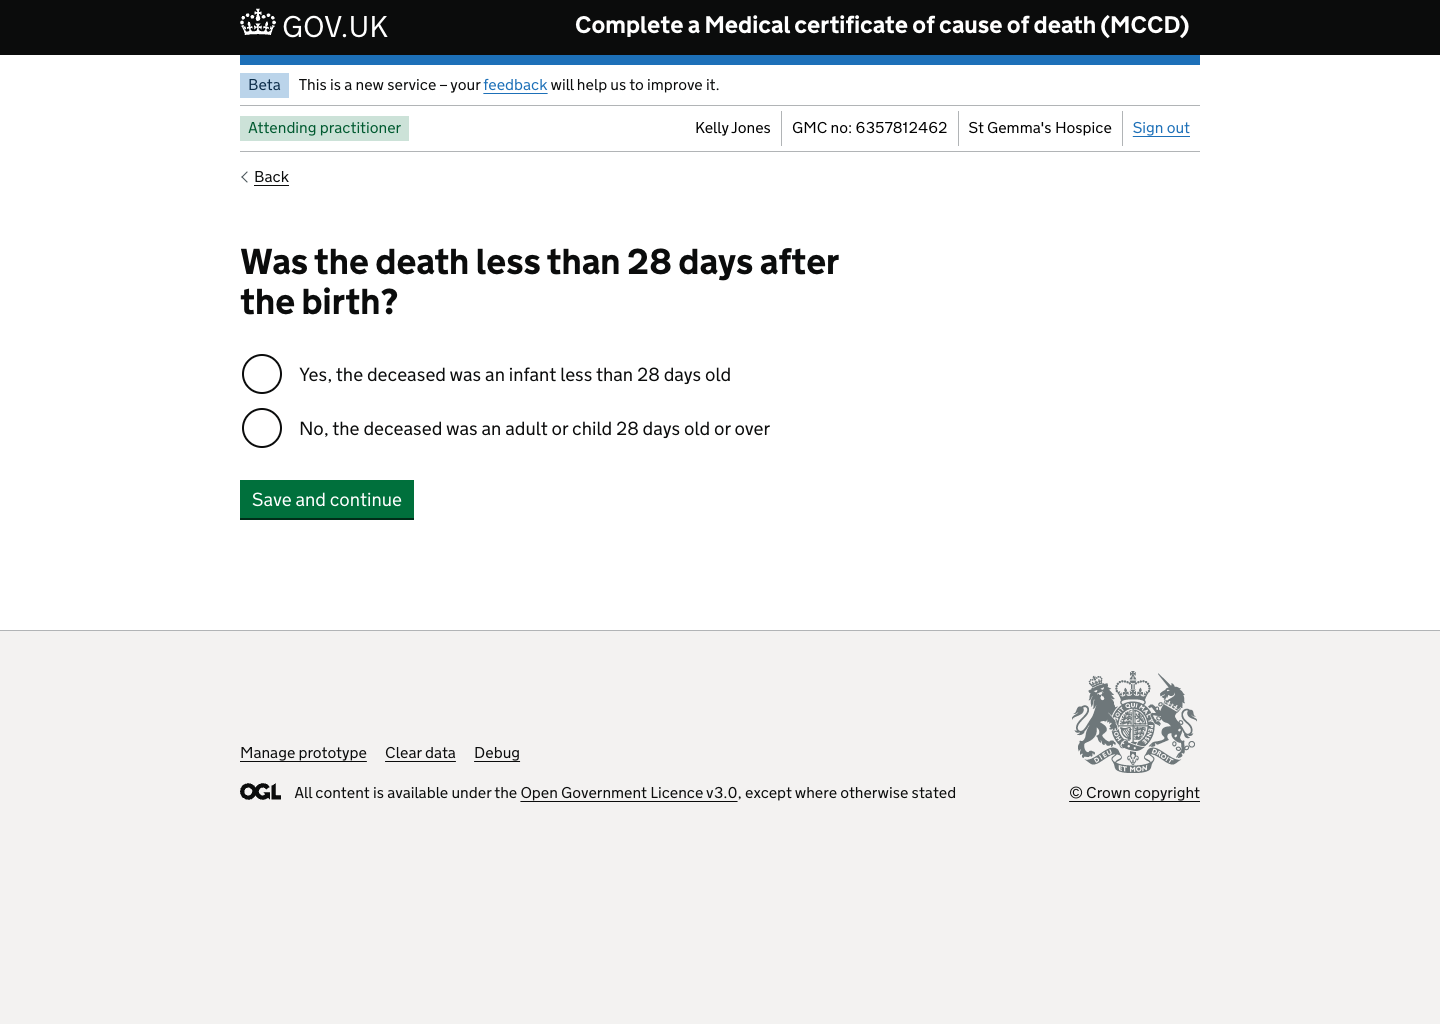 GOV.UK
Complete a Medical certificate of cause of death (MCCD)
Beta This is a new service – your feedback will help us to improve it.
Attending practitioner
Kelly Jones GMC no: 6357812462 St Gemma's Hospice Sign out
Back
Was the death less than 28 days after
the birth?
Yes, the deceased was an infant less than 28 days old
No, the deceased was an adult or child 28 days old or over
Save and continue
Manage prototype Clear data Debug
OGL All content is available under the Open Government Licence v3.0, except where otherwise stated
DIEU ET MON DROIT
© Crown copyright